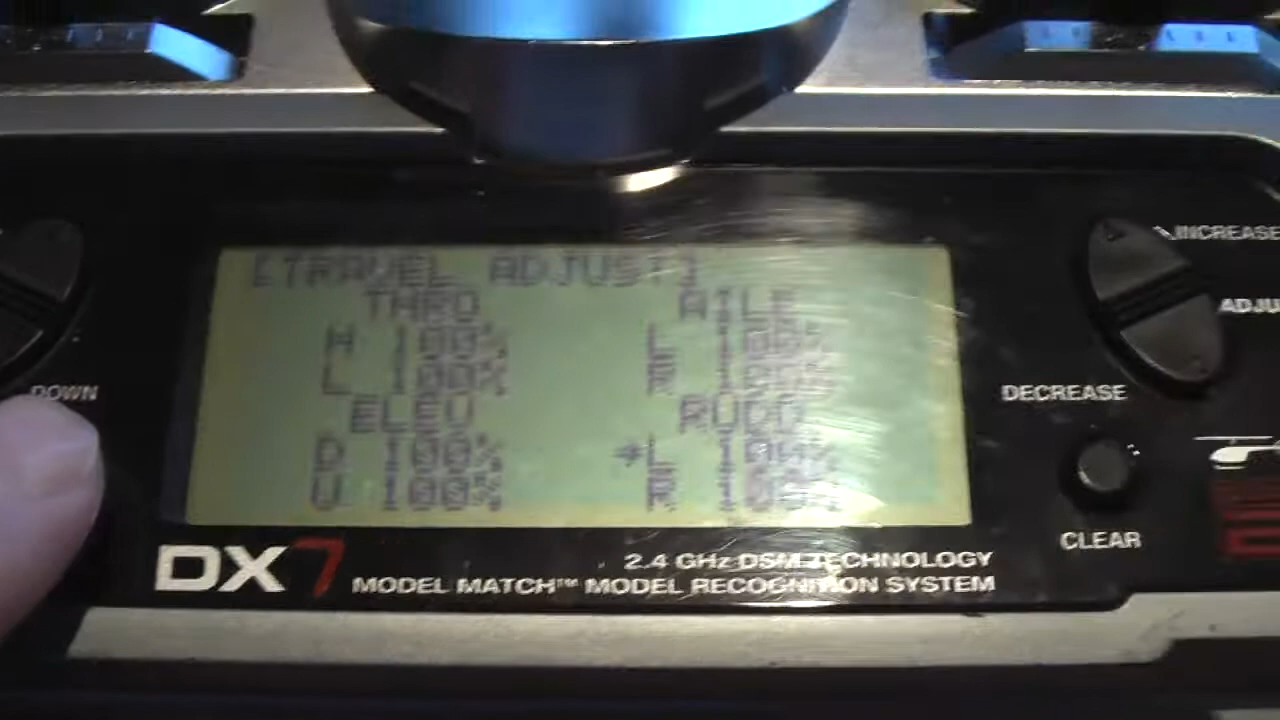 [TRAVEL ADJUST]
THRO AILE
H 100% L 100%
L 100% R 100%
ELEV RUDD
D 100% →L 100%
U 100% R 100%
DOWN
INCREASE
DECREASE
CLEAR
DX7
2.4 GHz DSM TECHNOLOGY
MODEL MATCH™ MODEL RECOGNITION SYSTEM